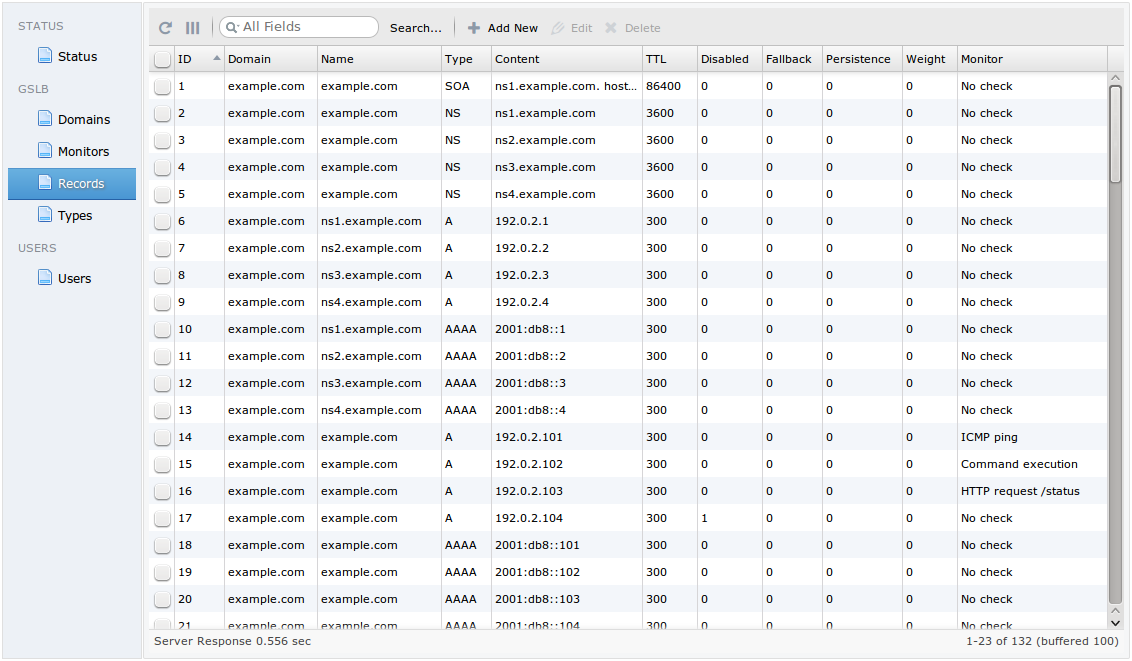 STATUS
Status
GSLB
Domains
Monitors
Records
Types
USERS
Users
All Fields Search... Add New Edit Delete
ID Domain Name Type Content TTL Disabled Fallback Persistence Weight Monitor
1 example.com example.com SOA ns1.example.com. host... 86400 0 0 0 0 No check
2 example.com example.com NS ns1.example.com 3600 0 0 0 0 No check
3 example.com example.com NS ns2.example.com 3600 0 0 0 0 No check
4 example.com example.com NS ns3.example.com 3600 0 0 0 0 No check
5 example.com example.com NS ns4.example.com 3600 0 0 0 0 No check
6 example.com ns1.example.com A 192.0.2.1 300 0 0 0 0 No check
7 example.com ns2.example.com A 192.0.2.2 300 0 0 0 0 No check
8 example.com ns3.example.com A 192.0.2.3 300 0 0 0 0 No check
9 example.com ns4.example.com A 192.0.2.4 300 0 0 0 0 No check
10 example.com ns1.example.com AAAA 2001:db8::1 300 0 0 0 0 No check
11 example.com ns2.example.com AAAA 2001:db8::2 300 0 0 0 0 No check
12 example.com ns3.example.com AAAA 2001:db8::3 300 0 0 0 0 No check
13 example.com ns4.example.com AAAA 2001:db8::4 300 0 0 0 0 No check
14 example.com example.com A 192.0.2.101 300 0 0 0 0 ICMP ping
15 example.com example.com A 192.0.2.102 300 0 0 0 0 Command execution
16 example.com example.com A 192.0.2.103 300 0 0 0 0 HTTP request /status
17 example.com example.com A 192.0.2.104 300 1 0 0 0 No check
18 example.com example.com AAAA 2001:db8::101 300 0 0 0 0 No check
19 example.com example.com AAAA 2001:db8::102 300 0 0 0 0 No check
20 example.com example.com AAAA 2001:db8::103 300 0 0 0 0 No check
21 example.com example.com AAAA 2001:db8::104 300 0 0 0 0 No check
Server Response 0.556 sec 1-23 of 132 (buffered 100)